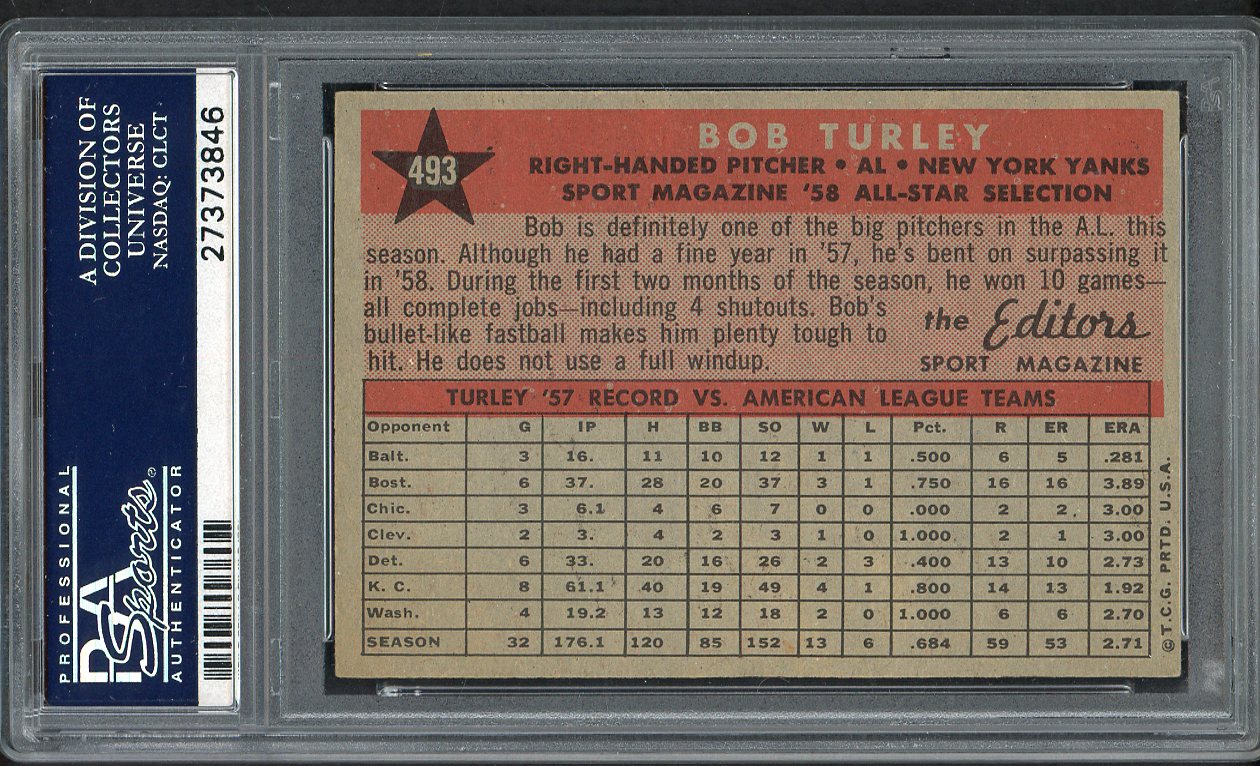 A DIVISION OF
COLLECTORS
UNIVERSE
NASDAQ: CLCT
27373846
PROFESSIONAL
PSA
Sports®
AUTHENTICATOR
493
BOB TURLEY
RIGHT-HANDED PITCHER • AL • NEW YORK YANKS
SPORT MAGAZINE '58 ALL-STAR SELECTION
Bob is definitely one of the big pitchers in the A.L. this
season. Although he had a fine year in '57, he's bent on surpassing it
in '58. During the first two months of the season, he won 10 games—
all complete jobs—including 4 shutouts. Bob's
bullet-like fastball makes him plenty tough to
hit. He does not use a full windup.
the Editors
SPORT MAGAZINE
TURLEY '57 RECORD VS. AMERICAN LEAGUE TEAMS
Opponent G IP H BB SO W L Pct. R ER ERA
Balt. 3 16. 11 10 12 1 1 .500 6 5 .281
Bost. 6 37. 28 20 37 3 1 .750 16 16 3.89
Chic. 3 6.1 4 6 7 0 0 .000 2 2 3.00
Clev. 2 3. 4 2 3 1 0 1.000 2 1 3.00
Det. 6 33. 20 16 26 2 3 .400 13 10 2.73
K. C. 8 61.1 19 49 4 1 .800 14 13 1.92
Wash. 4 19.2 13 12 18 2 0 1.000 6 6 2.70
SEASON 32 176.1 85 152 13 6 .684 59 53 2.71
© T.C.G. PRTD. U.S.A.